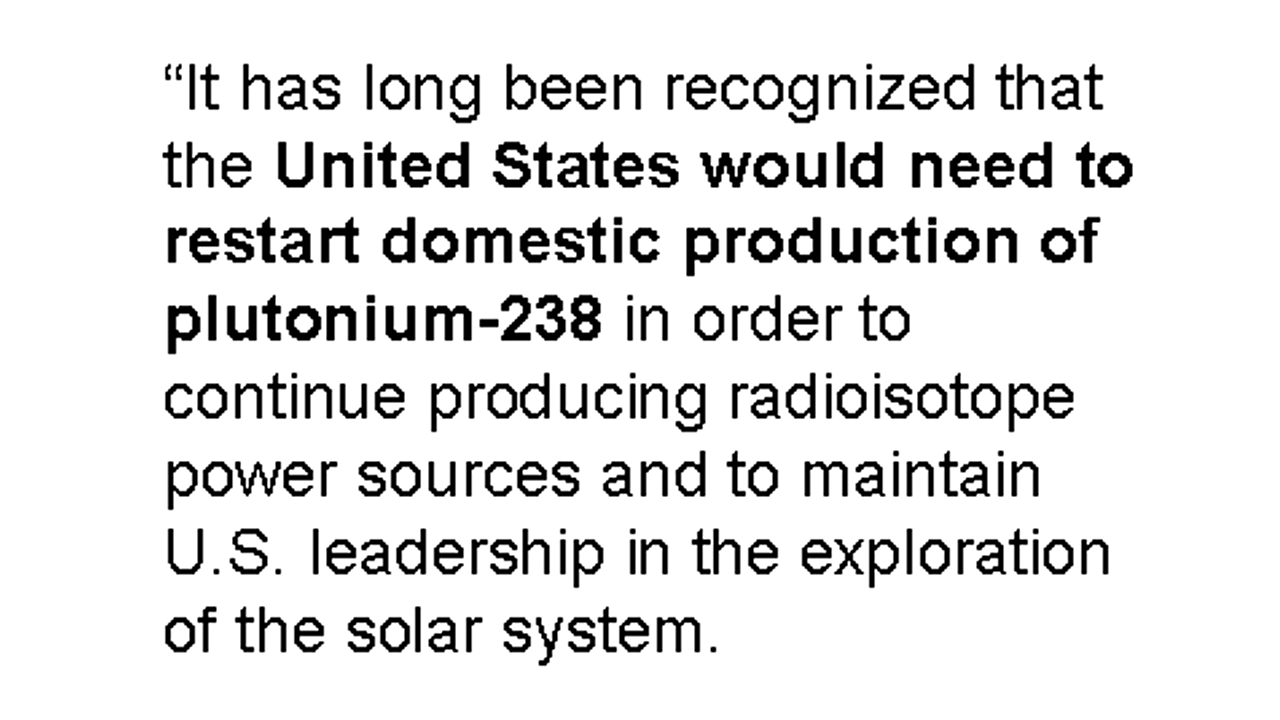 “It has long been recognized that
the United States would need to
restart domestic production of
plutonium-238 in order to
continue producing radioisotope
power sources and to maintain
U.S. leadership in the exploration
of the solar system.